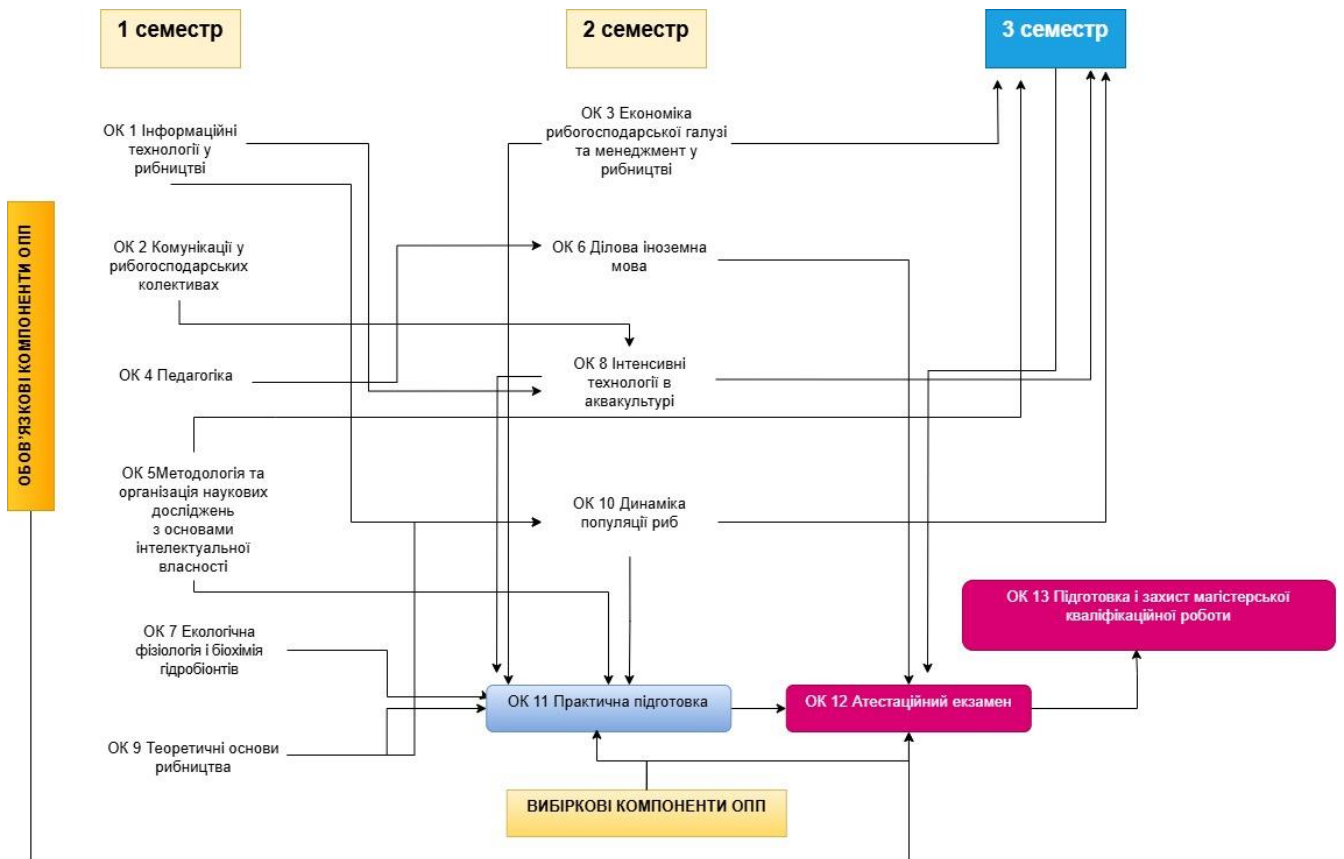 1 семестр
2 семестр
3 семестр
ОБОВ'ЯЗКОВІ КОМПОНЕНТИ ОПП
ОК 1 Інформаційні
технології у
рибництві
ОК 2 Комунікації у
рибогосподарських
колективах
ОК 4 Педагогіка
ОК 5Методологія та
організація наукових
досліджень
з основами
інтелектуальної
власності
ОК 7 Екологічна
фізіологія і біохімія
гідробіонтів
ОК 9 Теоретичні основи
рибництва
ОК 3 Економіка
рибогосподарської галузі
та менеджмент у
рибництві
ОК 6 Ділова іноземна
мова
ОК 8 Інтенсивні
технології в
аквакультурі
ОК 10 Динаміка
популяції риб
ОК 11 Практична підготовка
ОК 12 Атестаційний екзамен
ОК 13 Підготовка і захист магістерської
кваліфікаційної роботи
ВИБІРКОВІ КОМПОНЕНТИ ОПП